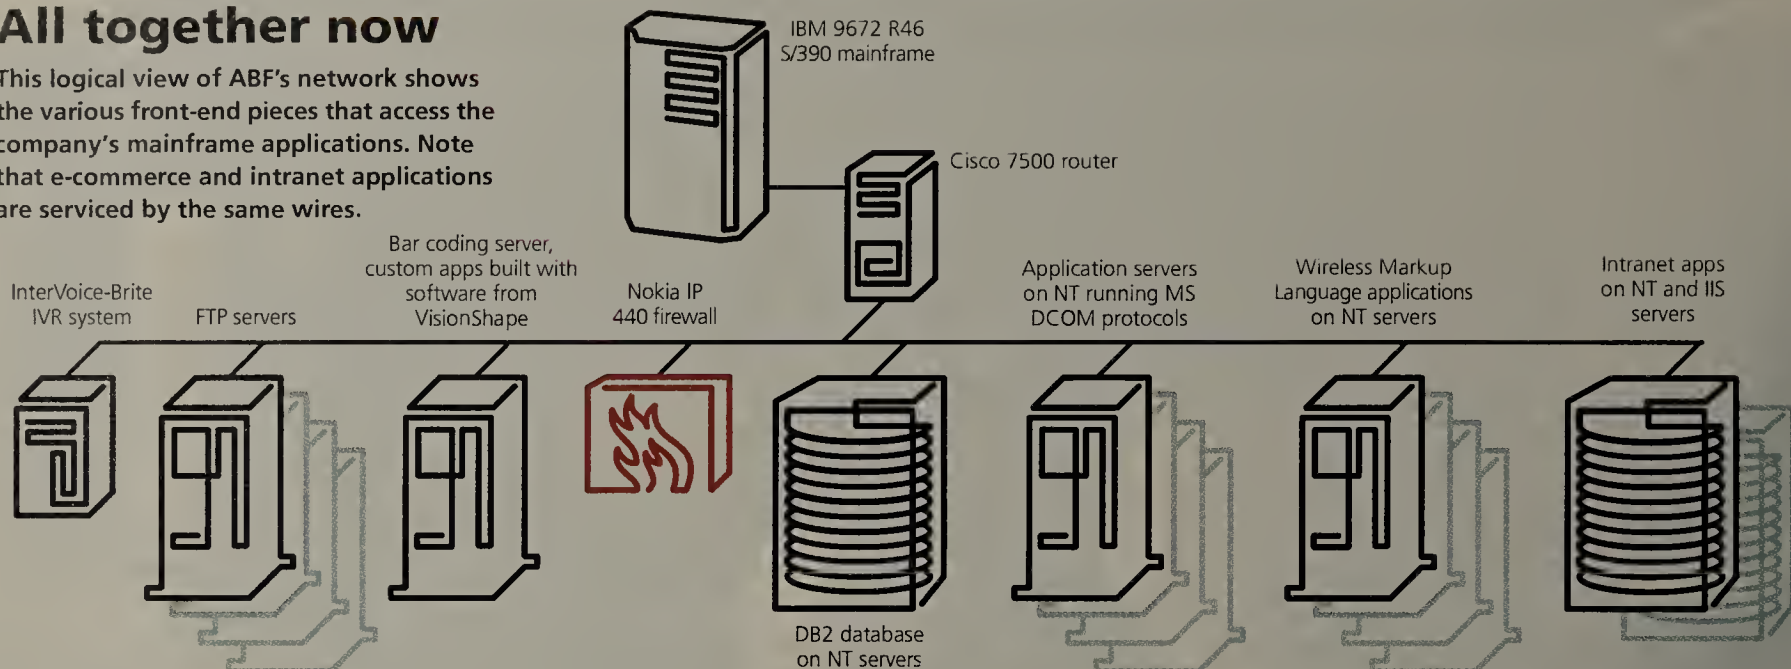 All together now
This logical view of ABF's network shows
the various front-end pieces that access the
company's mainframe applications. Note
that e-commerce and intranet applications
are serviced by the same wires.
IBM 9672 R46
S/390 mainframe
Cisco 7500 router
InterVoice-Brite
IVR system
FTP servers
Bar coding server,
custom apps built with
software from
VisionShape
Nokia IP
440 firewall
Application servers
on NT running MS
DCOM protocols
Wireless Markup
Language applications
on NT servers
Intranet apps
on NT and IIS
servers
DB2 database
on NT servers